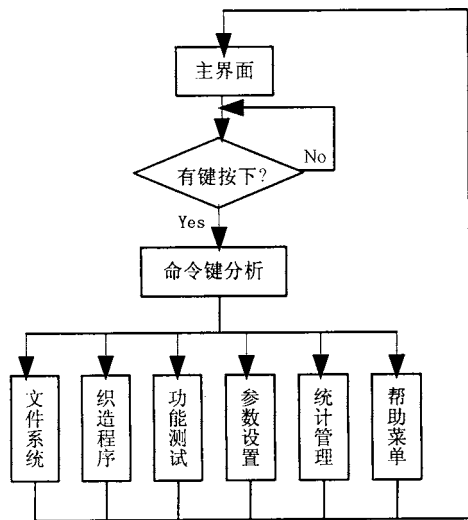 主界面
有键按下?
No
Yes
命令键分析
文件系统
织造程序
功能测试
参数设置
统计管理
帮助菜单